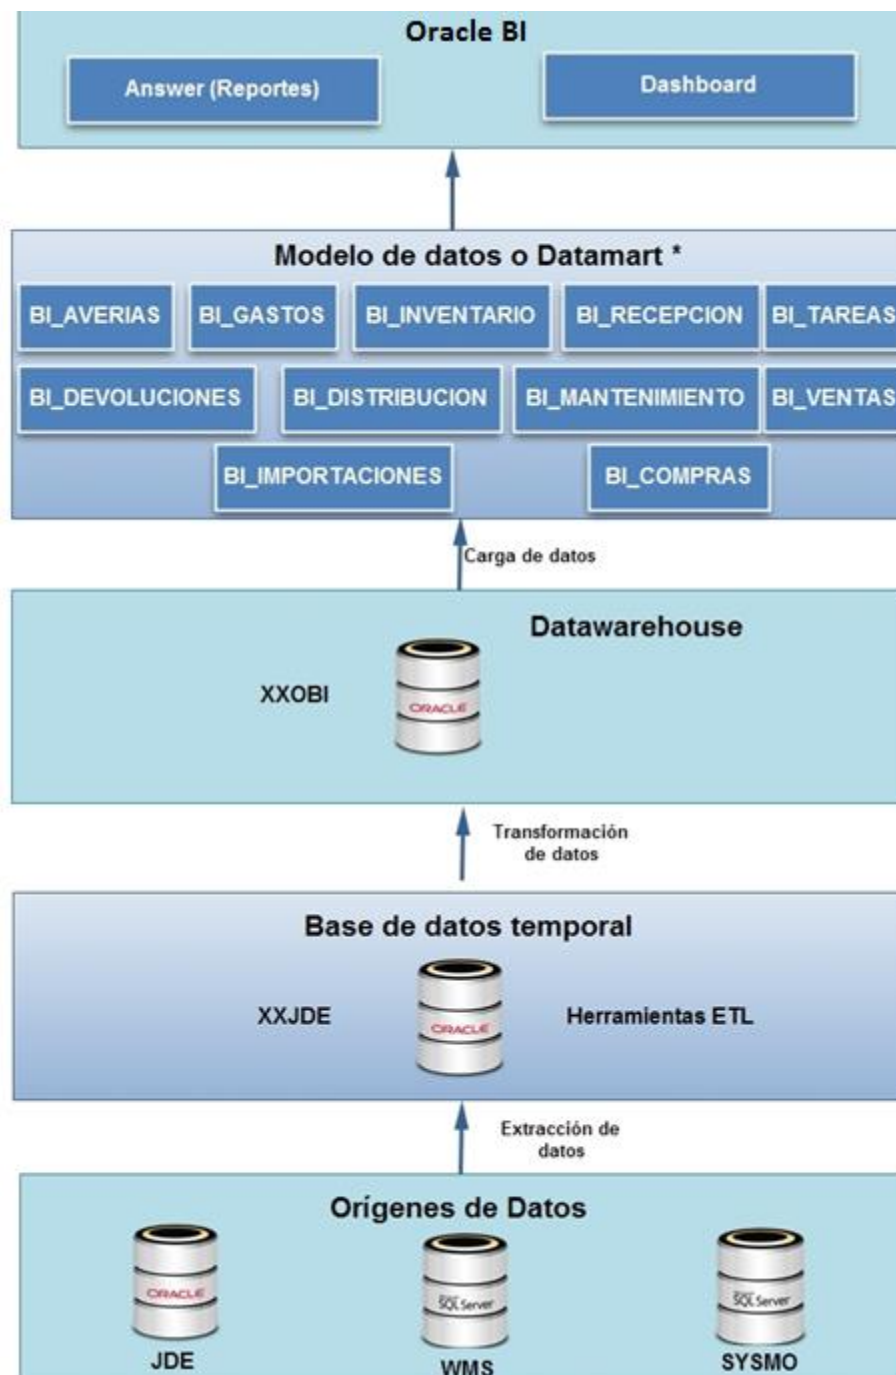 Oracle BI
Answer (Reportes)
Dashboard
Modelo de datos o Datamart *
BI_AVERIAS
BI_GASTOS
BI_INVENTARIO
BI_RECEPCION
BI_TAREAS
BI_DEVOLUCIONES
BI_DISTRIBUCION
BI_MANTENIMIENTO
BI_VENTAS
BI_IMPORTACIONES
BI_COMPRAS
Carga de datos
Datawarehouse
XXOBI
ORACLE
Transformación
de datos
Base de datos temporal
XXJDE
ORACLE
Herramientas ETL
Extracción de
datos
Orígenes de Datos
ORACLE
SQL Server
SQL Server
JDE
WMS
SYSMO